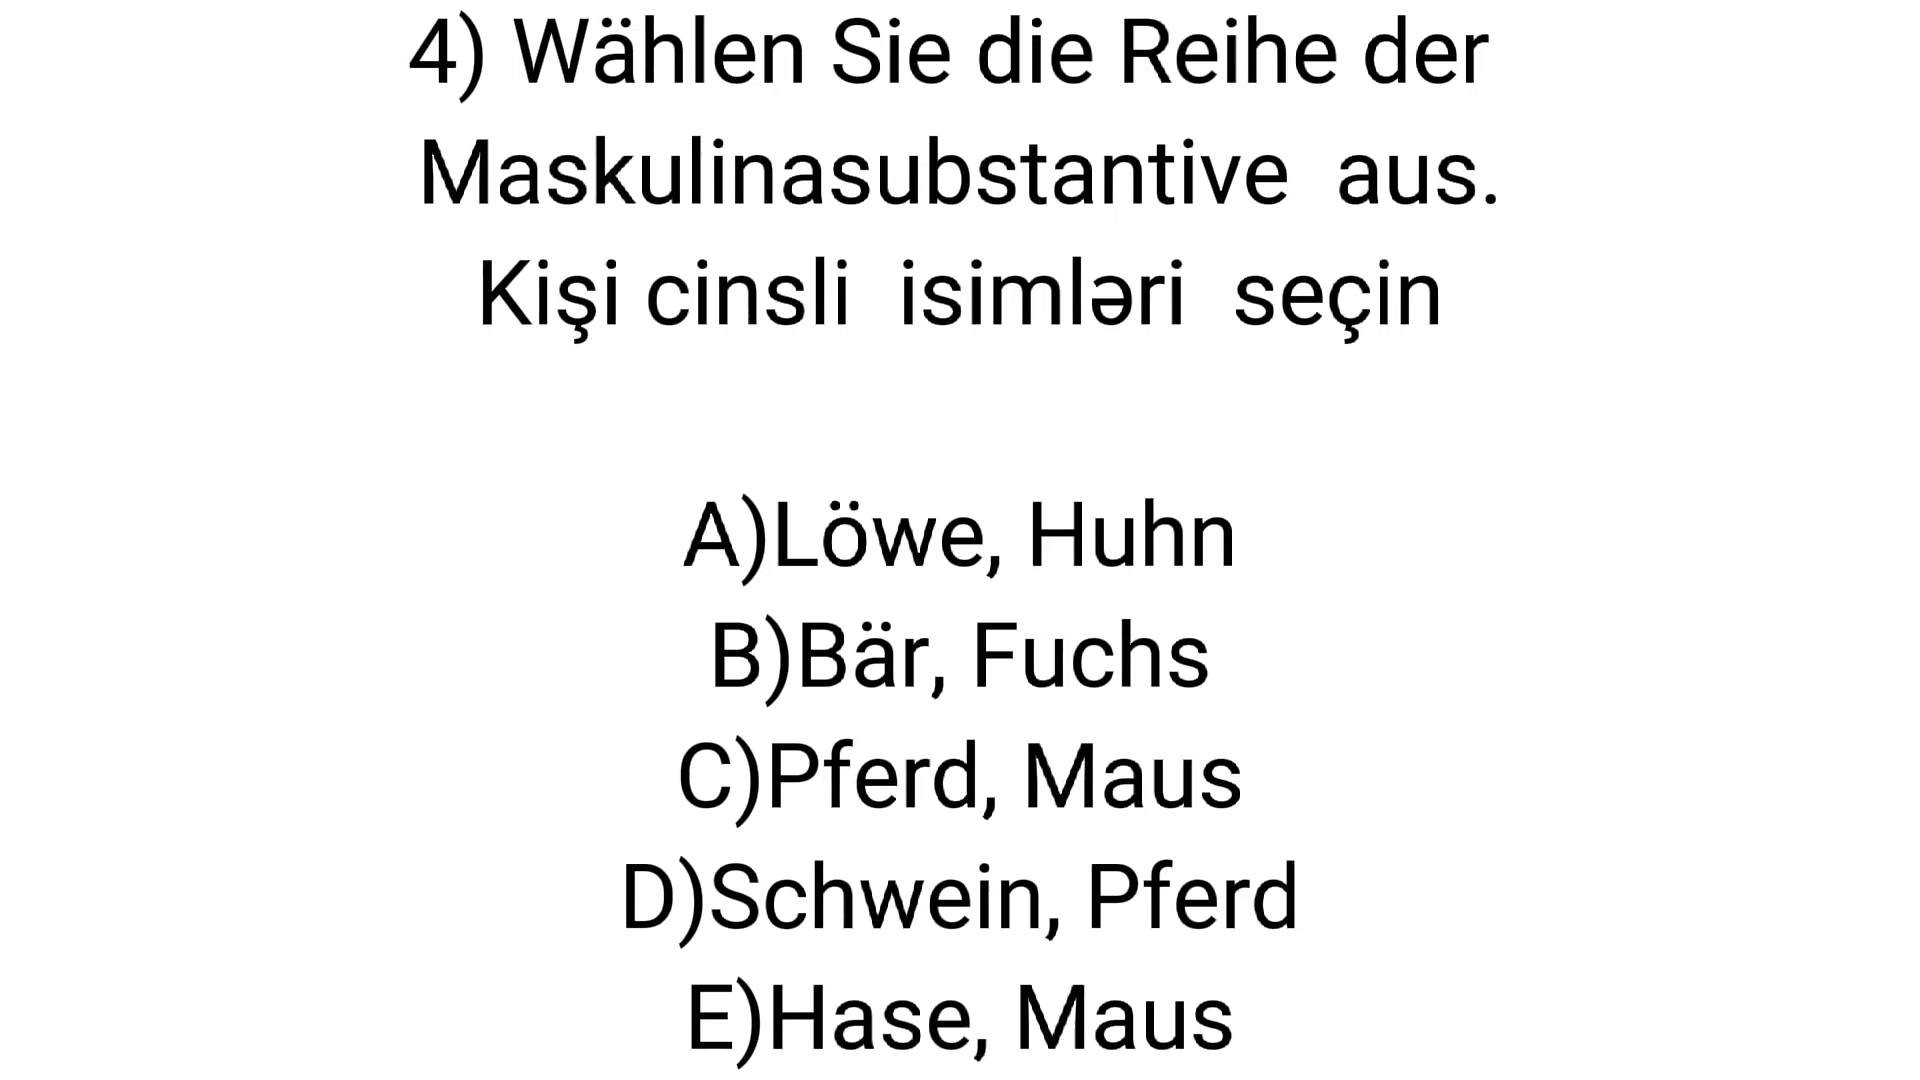 4) Wählen Sie die Reihe der
Maskulinasubstantive aus.
Kişi cinsli isimləri seçin
A)Löwe, Huhn
B)Bär, Fuchs
C)Pferd, Maus
D)Schwein, Pferd
E)Hase, Maus